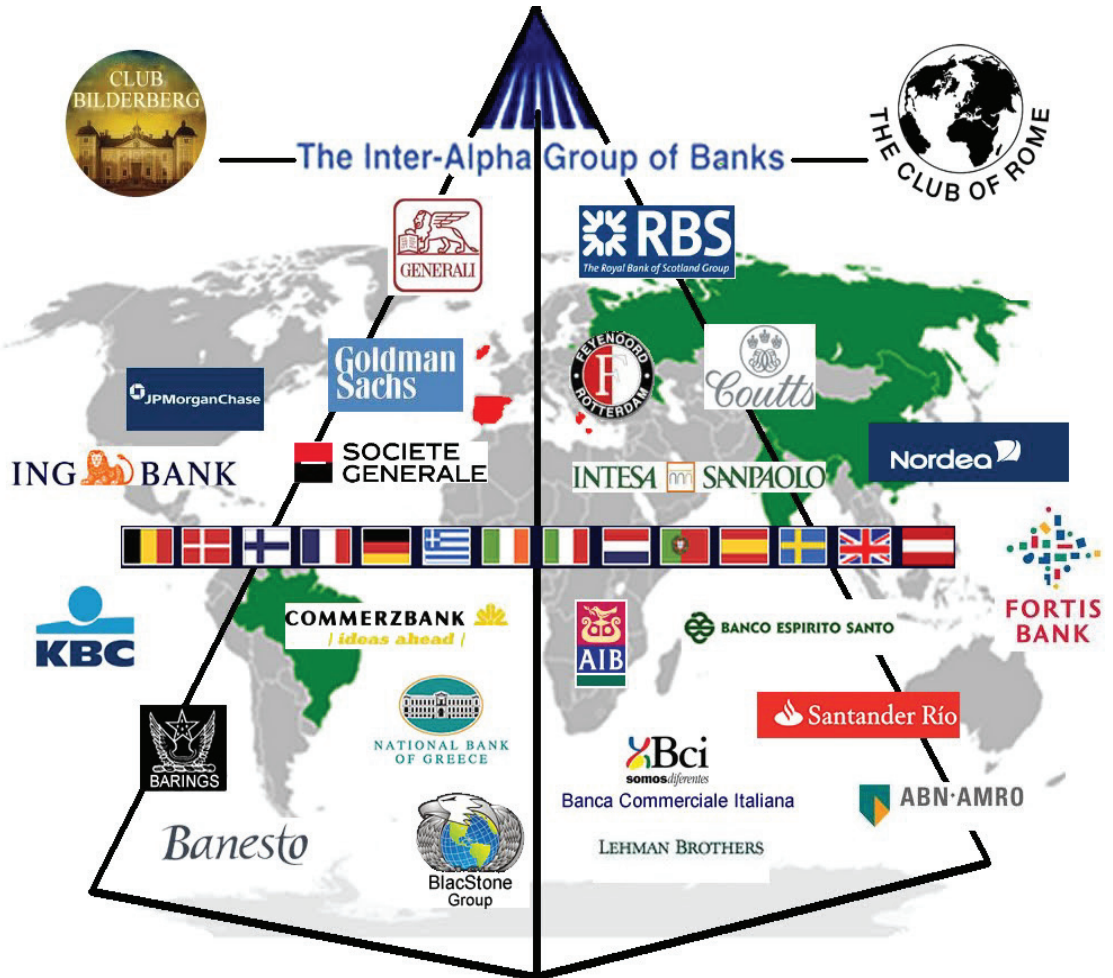 CLUB
BILDERBERG
THE CLUB OF ROME
The Inter-Alpha Group of Banks
GENERALI
RBS
The Royal Bank of Scotland Group
Goldman
Sachs
FEYENOORD
F
ROTTERDAM
Coutts
JPMorganChase
ING BANK
SOCIETE
GENERALE
INTESA SANPAOLO
Nordea
KBC
COMMERZBANK
| ideas ahead |
AIB
BANCO ESPIRITO SANTO
FORTIS
BANK
BARINGS
NATIONAL BANK
OF GREECE
Santander Río
Bci
somosdiferentes
Banca Commerciale Italiana
ABN·AMRO
Banesto
BlacStone
Group
LEHMAN BROTHERS